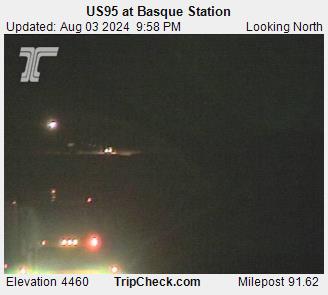 US95 at Basque Station
Updated: Aug 03 2024 9:58 PM Looking North
Elevation 4460 TripCheck.com Milepost 91.62